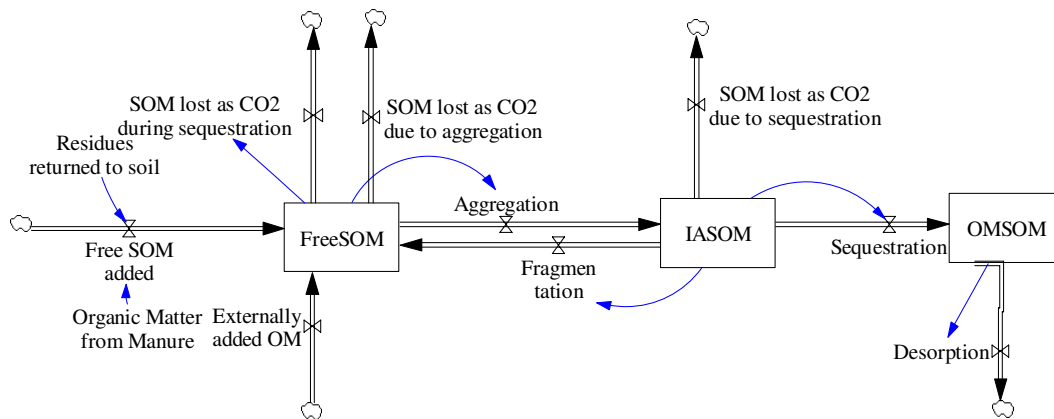 SOM lost as CO2
during sequestration
SOM lost as CO2
due to aggregation
SOM lost as CO2
due to sequestration
Residues
returned to soil
Aggregation
FreeSOM
IASOM
OMSOM
Free SOM
added
Fragmen
tation
Sequestration
Organic Matter
from Manure
Externally
added OM
Desorption